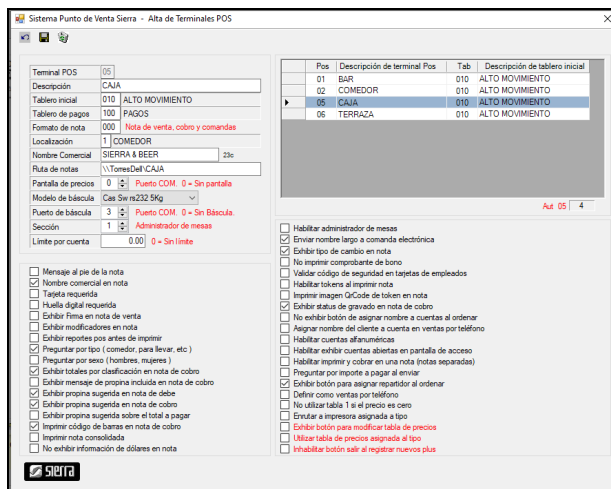 Sistema Punto de Venta Sierra - Alta de Terminales POS
Terminal POS 05
Descripción CAJA
Tablero inicial 010 ALTO MOVIMIENTO
Tablero de pagos 100 PAGOS
Formato de nota 000 Nota de venta, cobro y comandas
Localización 1 COMEDOR
Nombre Comercial SIERRA & BEER 23c
Ruta de notas \\TorresDell\CAJA
Pantalla de precios 0 Puerto COM. 0 = Sin pantalla
Modelo de báscula Cas Sw rs232 5Kg
Puerto de báscula 3 Puerto COM. 0 = Sin Báscula.
Sección 1 Administrador de mesas
Límite por cuenta 0.00 0 = Sin límite
Mensaje al pie de la nota
Nombre comercial en nota
Tarjeta requerida
Huella digital requerida
Exhibir Firma en nota de venta
Exhibir modificadores en nota
Exhibir reportes pos antes de imprimir
Preguntar por tipo ( comedor, para llevar, etc )
Preguntar por sexo ( hombres, mujeres )
Exhibir totales por clasificación en nota de cobro
Exhibir mensaje de propina incluida en nota de cobro
Exhibir propina sugerida en nota de debe
Exhibir propina sugerida en nota de cobro
Exhibir propina sugerida sobre el total a pagar
Imprimir código de barras en nota de cobro
Imprimir nota consolidada
No exhibir información de dólares en nota
sierra
Pos Descripción de terminal Pos Tab Descripción de tablero inicial
01 BAR 010 ALTO MOVIMIENTO
02 COMEDOR 010 ALTO MOVIMIENTO
05 CAJA 010 ALTO MOVIMIENTO
06 TERRAZA 010 ALTO MOVIMIENTO
Aut 05 4
Habilitar administrador de mesas
Enviar nombre largo a comanda electrónica
Exhibir tipo de cambio en nota
No imprimir comprobante de bono
Validar código de seguridad en tarjetas de empleados
Habilitar tokens al imprimir nota
Imprimir imagen QrCode de token en nota
Exhibir status de gravado en nota de cobro
No exhibir botón de asignar nombre a cuentas al ordenar
Asignar nombre del cliente a cuenta en ventas por teléfono
Habilitar cuentas alfanuméricas
Habilitar exhibir cuentas abiertas en pantalla de acceso
Habilitar imprimir y cobrar en una nota (notas separadas)
Preguntar por importe a pagar al enviar
Exhibir botón para asignar repartidor al ordenar
Definir como ventas por teléfono
No utilizar tabla 1 si el precio es cero
Enrutar a impresora asignada a tipo
Exhibir botón para modificar tabla de precios
Utilizar tabla de precios asignada al tipo
Inhabilitar botón salir al registrar nuevos plus